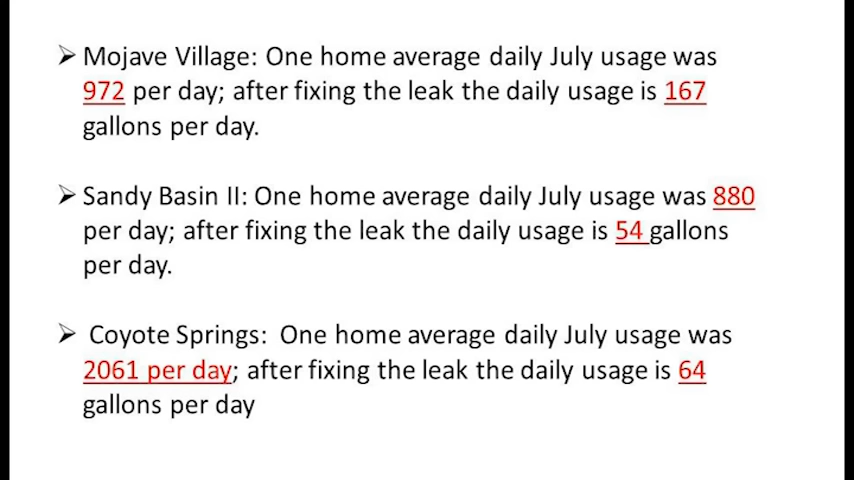 ➢ Mojave Village: One home average daily July usage was
972 per day; after fixing the leak the daily usage is 167
gallons per day.
➢ Sandy Basin II: One home average daily July usage was 880
per day; after fixing the leak the daily usage is 54 gallons
per day.
➢ Coyote Springs: One home average daily July usage was
2061 per day; after fixing the leak the daily usage is 64
gallons per day